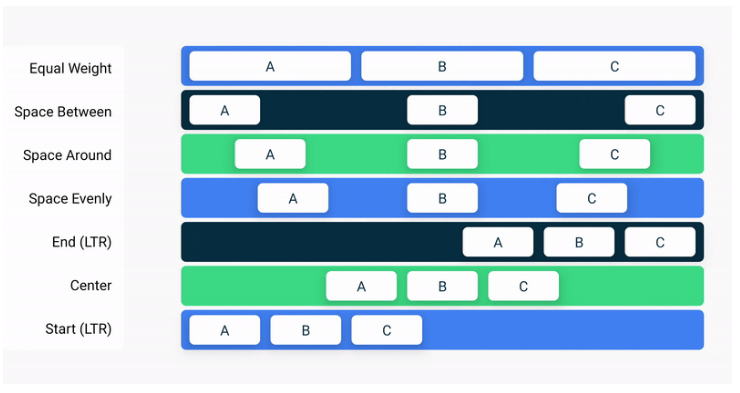 Equal Weight A B C
Space Between A B C
Space Around A B C
Space Evenly A B C
End (LTR) A B C
Center A B C
Start (LTR) A B C